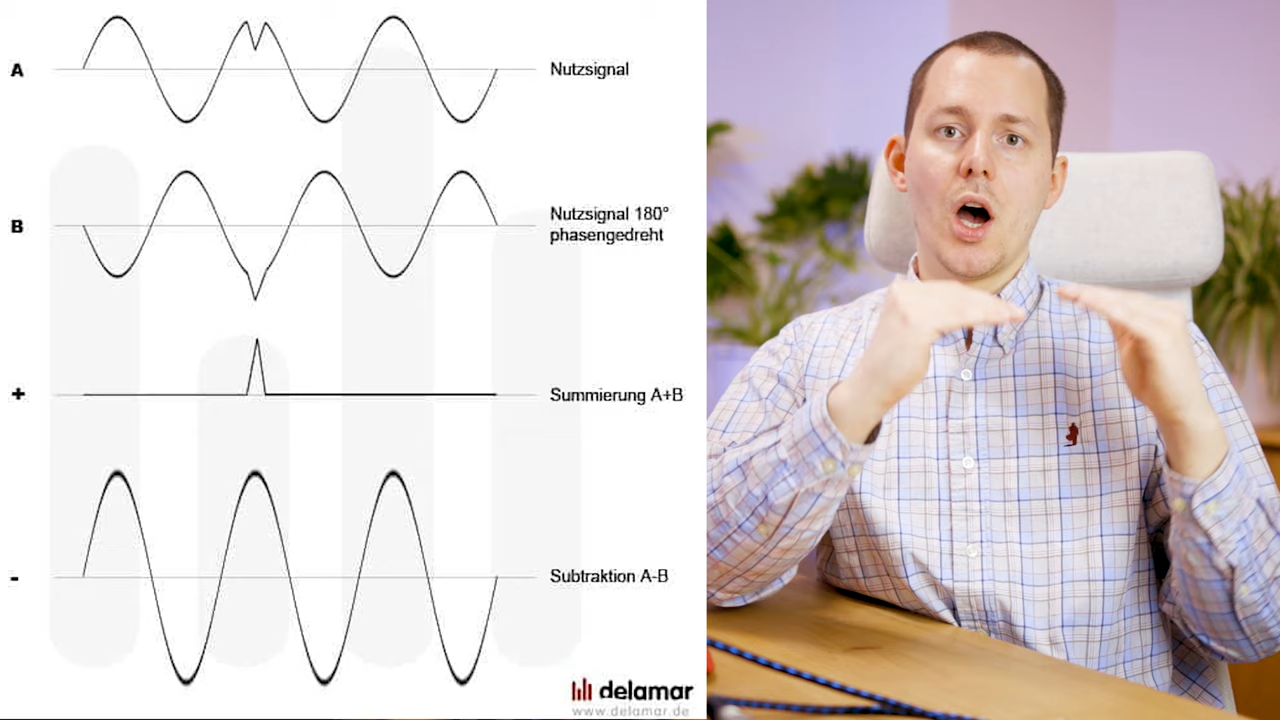 A
Nutzsignal
B
Nutzsignal 180°
phasengedreht
+
Summierung A+B
-
Subtraktion A-B
delamar
www.delamar.de